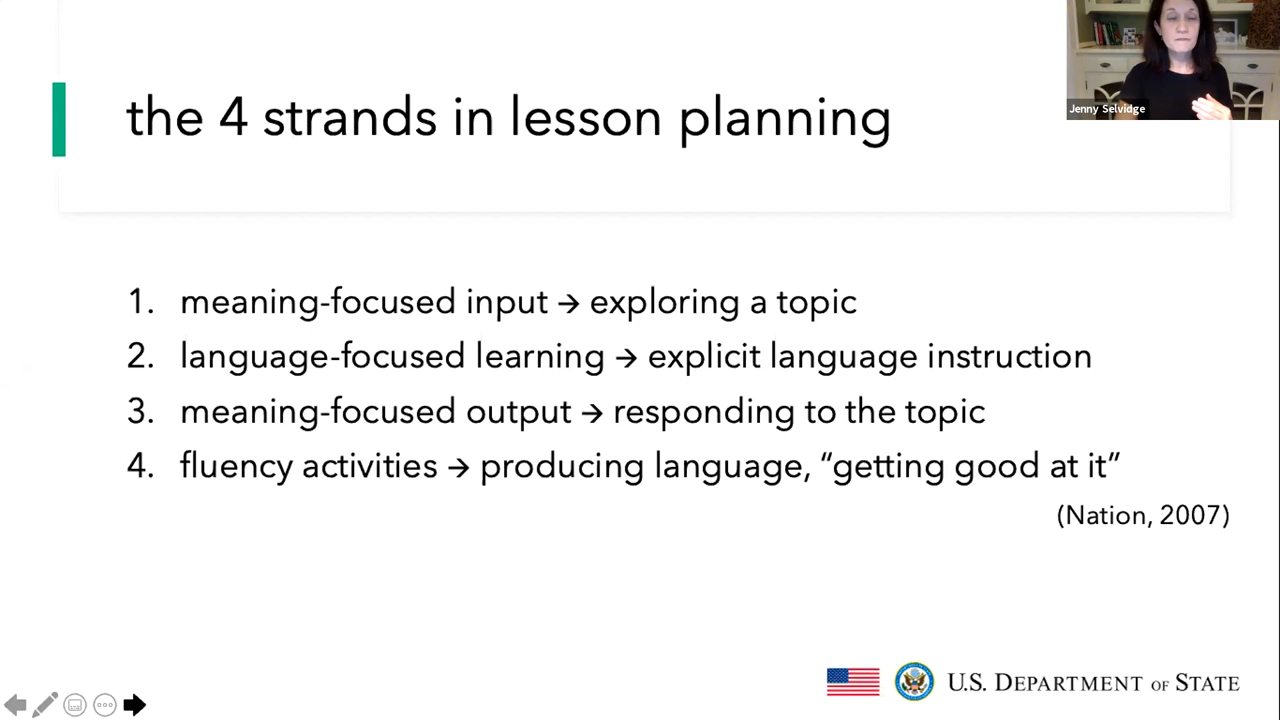 Jenny Selvidge
the 4 strands in lesson planning
1. meaning-focused input → exploring a topic
2. language-focused learning → explicit language instruction
3. meaning-focused output → responding to the topic
4. fluency activities → producing language, “getting good at it”
(Nation, 2007)
U.S. DEPARTMENT OF STATE